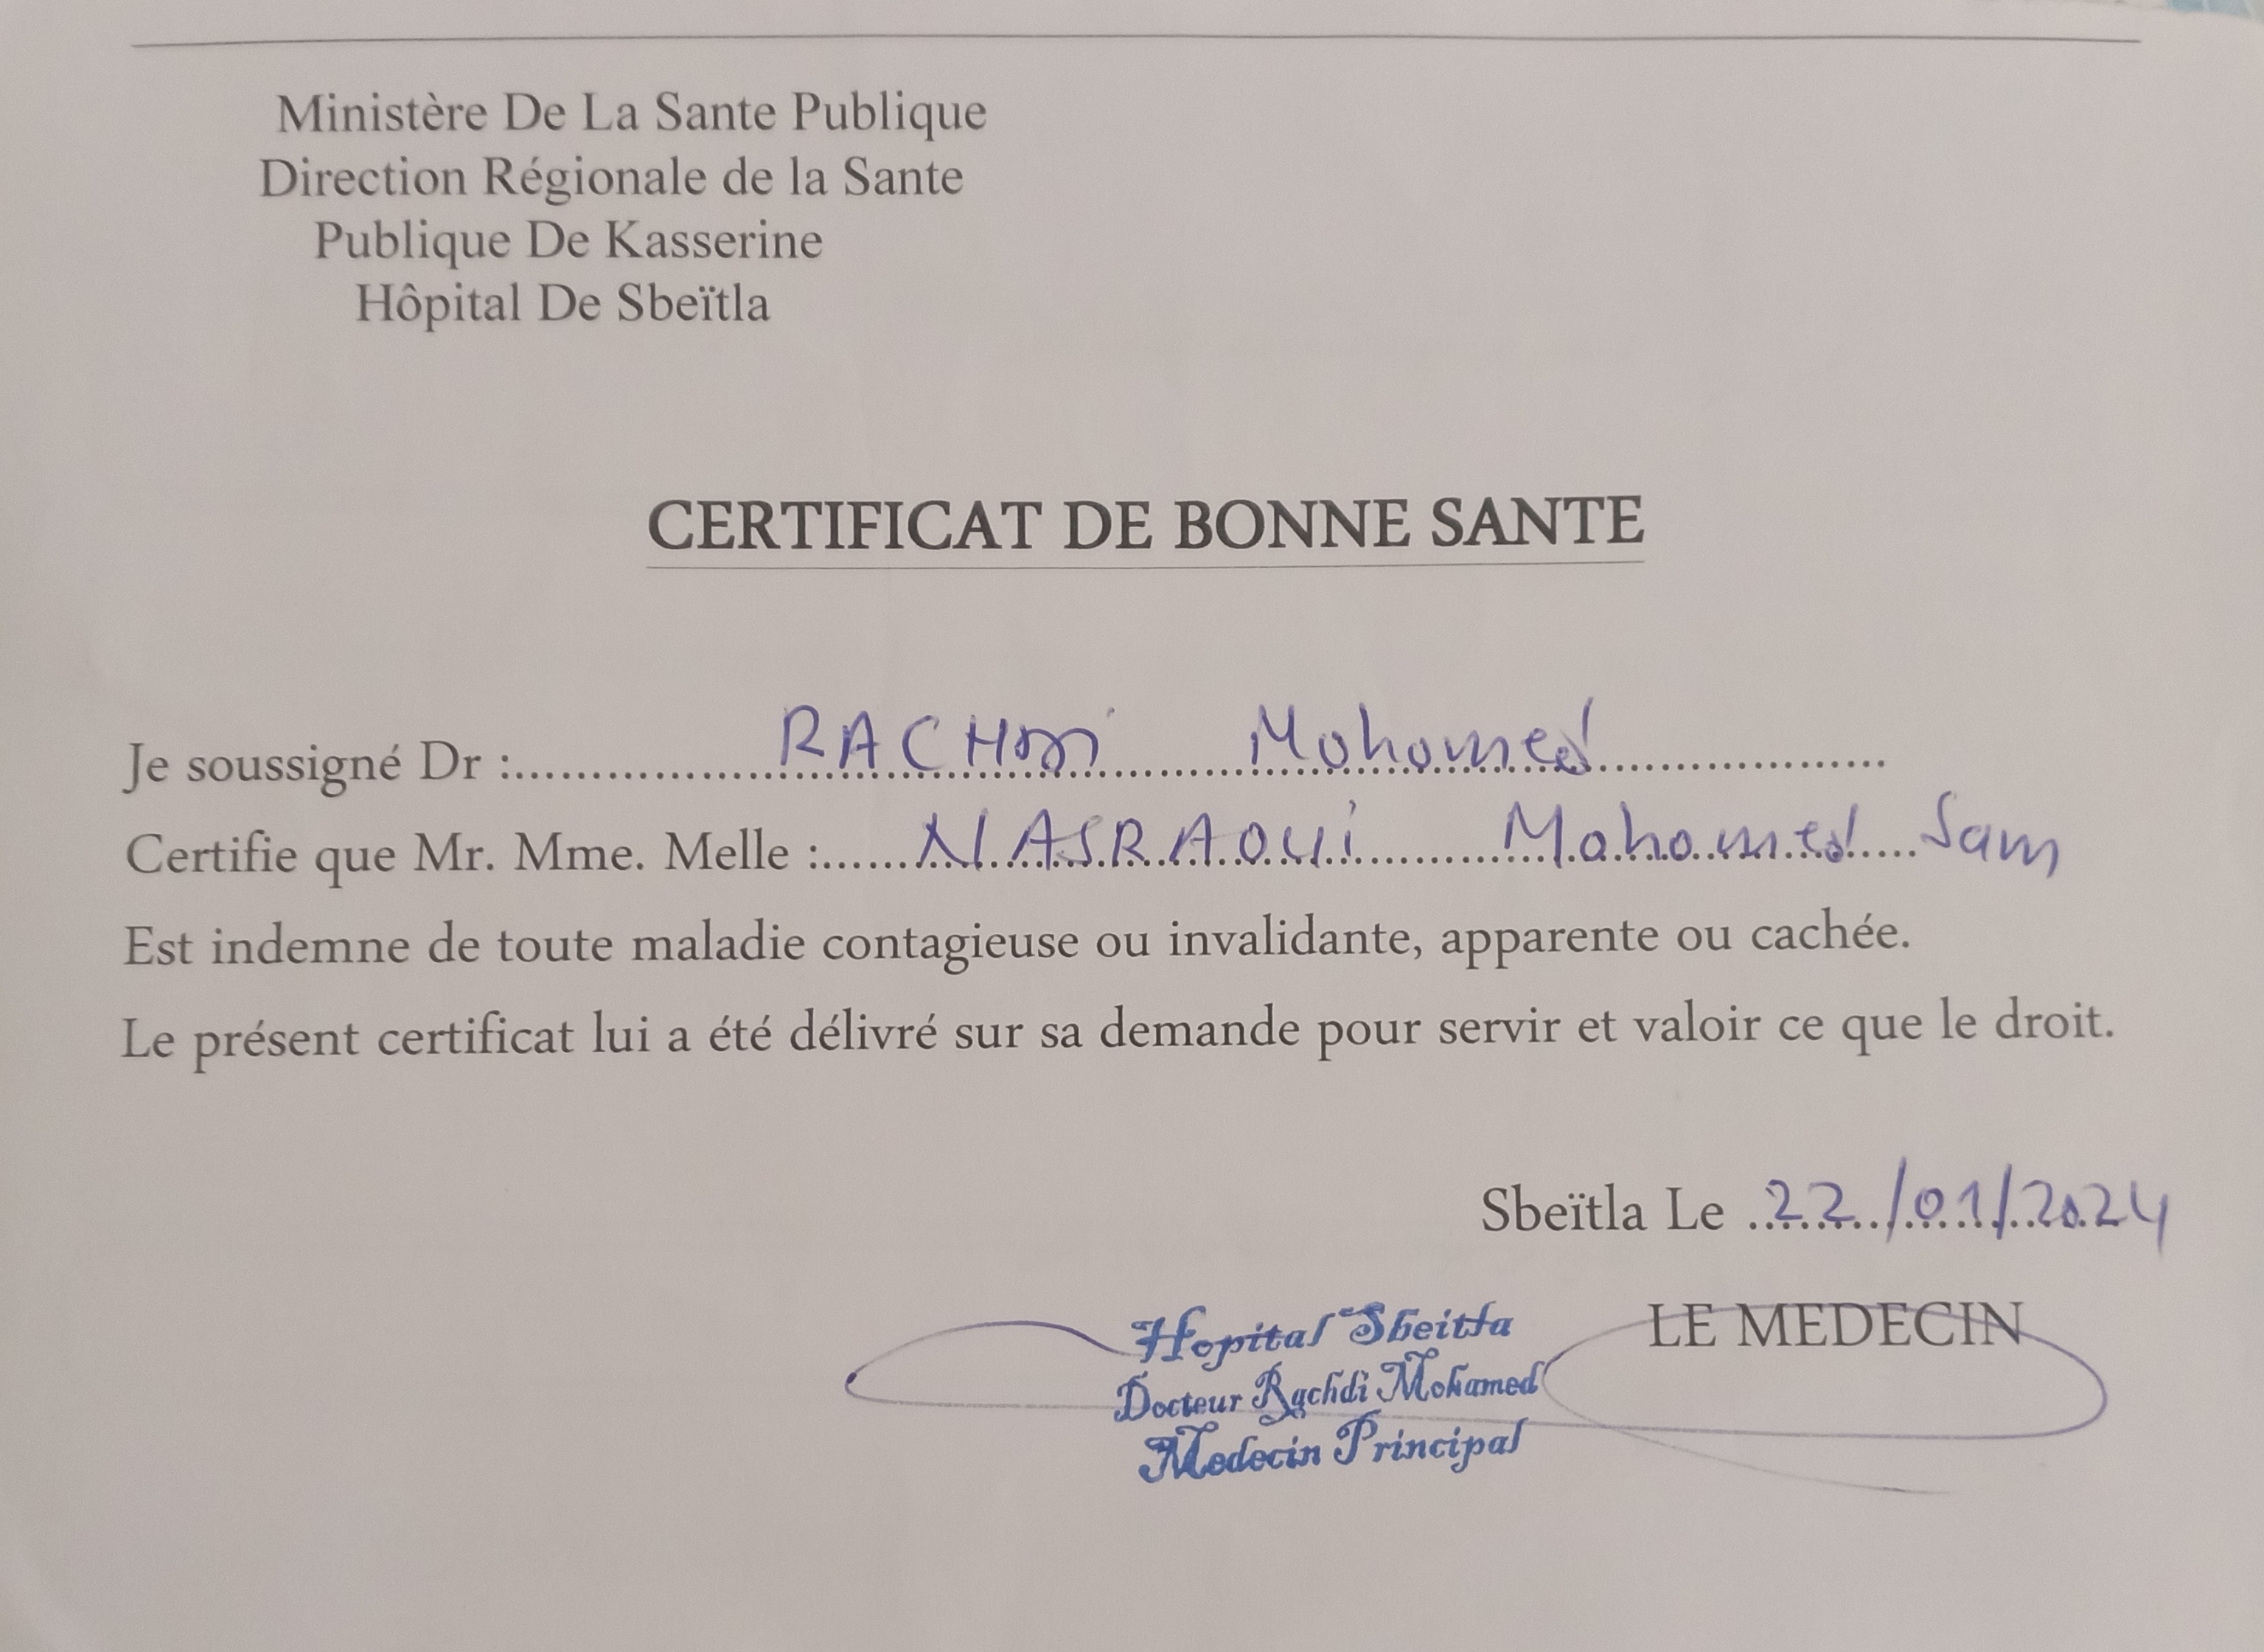 Ministère De La Sante Publique
Direction Régionale de la Sante
Publique De Kasserine
Hôpital De Sbeïtla
CERTIFICAT DE BONNE SANTE
Je soussigné Dr :.................... RACHDI Mohamed ....................
Certifie que Mr. Mme. Melle :...... NASRAOUi Mohamed Sam
Est indemne de toute maladie contagieuse ou invalidante, apparente ou cachée.
Le présent certificat lui a été délivré sur sa demande pour servir et valoir ce que le droit.
Sbeïtla Le 22/01/2024
LE MEDECIN
Hopital Sbeitla
Docteur Rachdi Mohamed
Medecin Principal